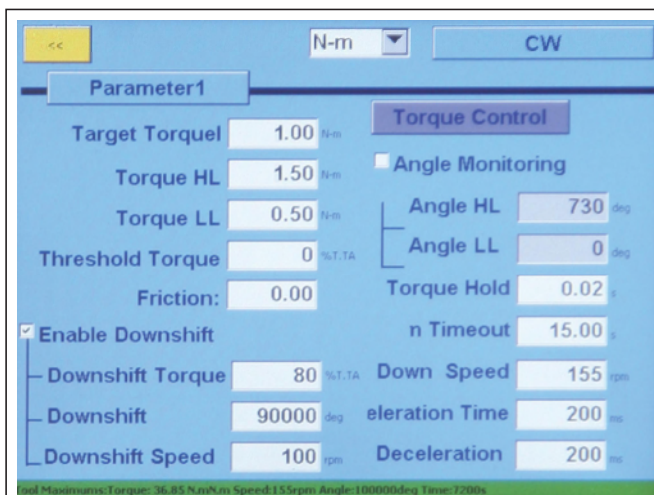 <<
N-m
CW
Parameter1
Target Torquel 1.00 N-m
Torque HL 1.50 N-m
Torque LL 0.50 N-m
Threshold Torque 0 %T.TA
Friction: 0.00
Enable Downshift
Downshift Torque 80 %T.TA
Downshift 90000 deg
Downshift Speed 100 rpm
Torque Control
Angle Monitoring
Angle HL 730 deg
Angle LL 0 deg
Torque Hold 0.02 s
n Timeout 15.00 s
Down Speed 155 rpm
eleration Time 200 ms
Deceleration 200 ms
Tool Maximums:Torque: 36.85 N.mN.m Speed:155rpm Angle:100000deg Time:7200s